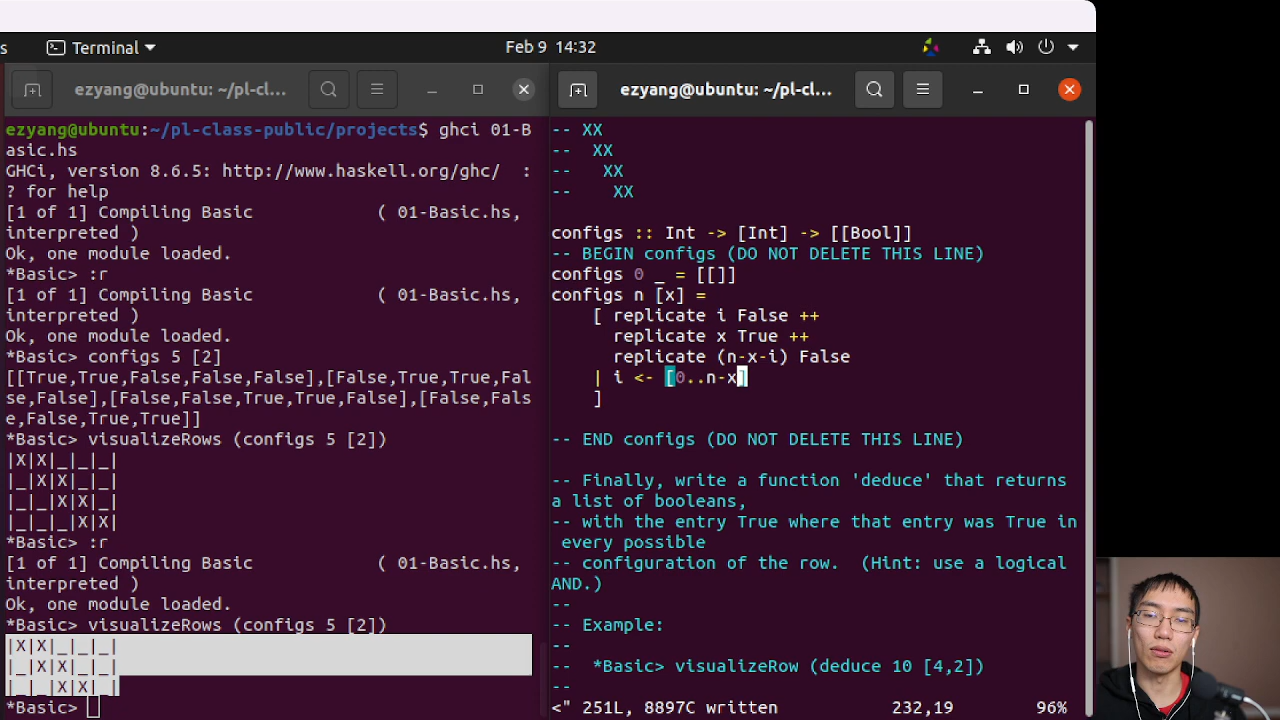 s Terminal Feb 9 14:32
ezyang@ubuntu: ~/pl-cl...
ezyang@ubuntu:~/pl-class-public/projects$ ghci 01-B
asic.hs
GHCi, version 8.6.5: http://www.haskell.org/ghc/ :
? for help
[1 of 1] Compiling Basic ( 01-Basic.hs,
interpreted )
Ok, one module loaded.
*Basic> :r
[1 of 1] Compiling Basic ( 01-Basic.hs,
interpreted )
Ok, one module loaded.
*Basic> configs 5 [2]
[[True,True,False,False,False],[False,True,True,Fal
se,False],[False,False,True,True,False],[False,Fals
e,False,True,True]]
*Basic> visualizeRows (configs 5 [2])
|X|X|_|_|_|
|_|X|X|_|_|
|_|_|X|X|_|
|_|_|_|X|X|
*Basic> :r
[1 of 1] Compiling Basic ( 01-Basic.hs,
interpreted )
Ok, one module loaded.
*Basic> visualizeRows (configs 5 [2])
|X|X|_|_|_|
|_|X|X|_|_|
|_|_|X|X|_|
*Basic>
ezyang@ubuntu: ~/pl-cl...
-- XX
--  XX
--   XX
--    XX
configs :: Int -> [Int] -> [[Bool]]
-- BEGIN configs (DO NOT DELETE THIS LINE)
configs 0 _ = [[]]
configs n [x] =
    [ replicate i False ++
      replicate x True ++
      replicate (n-x-i) False
    | i <- [0..n-x]
    ]
-- END configs (DO NOT DELETE THIS LINE)
-- Finally, write a function 'deduce' that returns
a list of booleans,
-- with the entry True where that entry was True in
 every possible
-- configuration of the row.  (Hint: use a logical
AND.)
--
-- Example:
--
--  *Basic> visualizeRow (deduce 10 [4,2])
--
<" 251L, 8897C written 232,19 96%